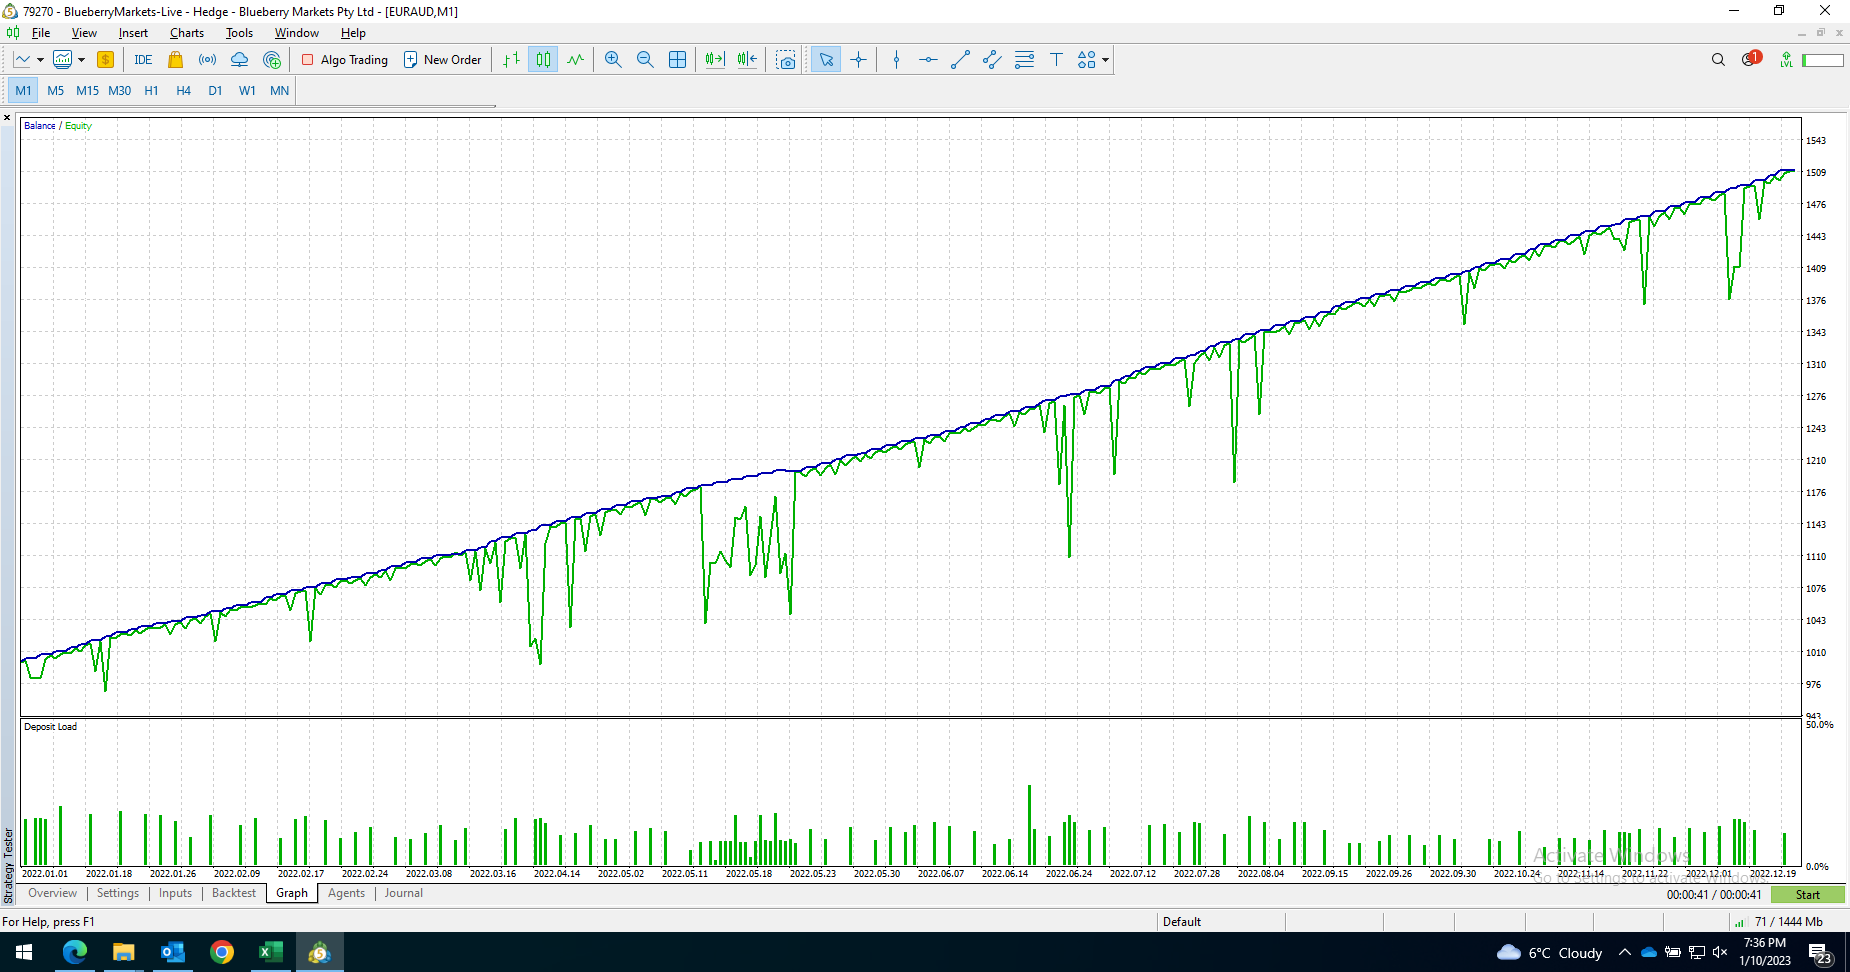 79270 - BlueberryMarkets-Live - Hedge - Blueberry Markets Pty Ltd - [EURAUD,M1]
File View Insert Charts Tools Window Help
IDE Algo Trading New Order 1 LVL
M1 M5 M15 M30 H1 H4 D1 W1 MN
Balance / Equity
1543
1509
1476
1443
1409
1376
1343
1310
1276
1243
1210
1176
1143
1110
1076
1043
1010
976
943
Deposit Load
50.0%
0.0%
2022.01.01 2022.01.18 2022.01.26 2022.02.09 2022.02.17 2022.02.24 2022.03.08 2022.03.16 2022.04.14 2022.05.02 2022.05.11 2022.05.18 2022.05.23 2022.05.30 2022.06.07 2022.06.14 2022.06.24 2022.07.12 2022.07.28 2022.08.04 2022.09.15 2022.09.26 2022.09.30 2022.10.24 2022.11.14 2022.11.22 2022.12.01 2022.12.19
Activate Windows
Go to Settings to activate Windows.
Strategy Tester
Overview Settings Inputs Backtest Graph Agents Journal
00:00:41 / 00:00:41 Start
For Help, press F1 Default 71 / 1444 Mb
6°C Cloudy 7:36 PM
1/10/2023 23